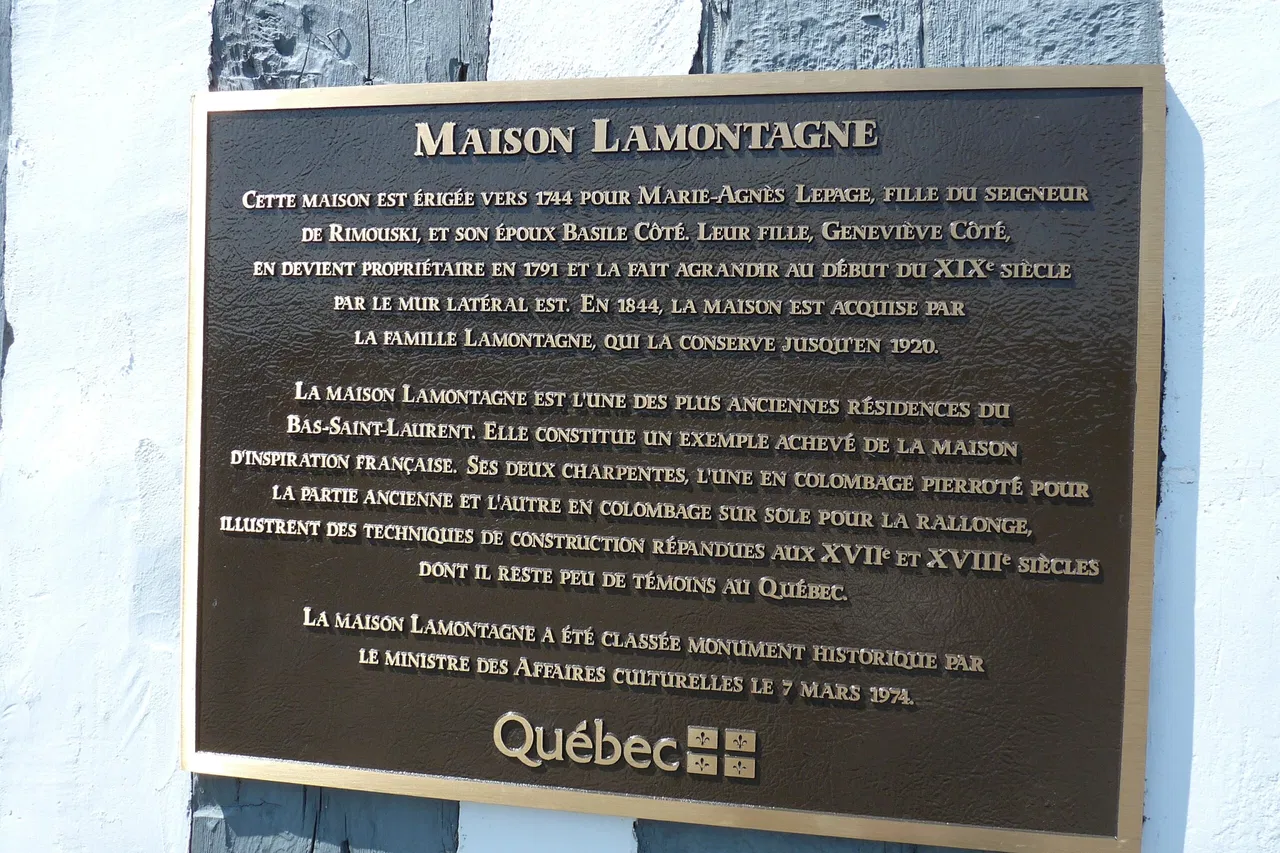 Maison Lamontagne
Cette maison est érigée vers 1744 pour Marie-Agnès Lepage, fille du seigneur
de Rimouski, et son époux Basile Côté. Leur fille, Geneviève Côté,
en devient propriétaire en 1791 et la fait agrandir au début du XIXe siècle
par le mur latéral est. En 1844, la maison est acquise par
la famille Lamontagne, qui la conserve jusqu'en 1920.
La maison Lamontagne est l'une des plus anciennes résidences du
Bas-Saint-Laurent. Elle constitue un exemple achevé de la maison
d'inspiration française. Ses deux charpentes, l'une en colombage pierroté pour
la partie ancienne et l'autre en colombage sur sole pour la rallonge,
illustrent des techniques de construction répandues aux XVIIe et XVIIIe siècles
dont il reste peu de témoins au Québec.
La maison Lamontagne a été classée monument historique par
le ministre des Affaires culturelles le 7 mars 1974.
Québec